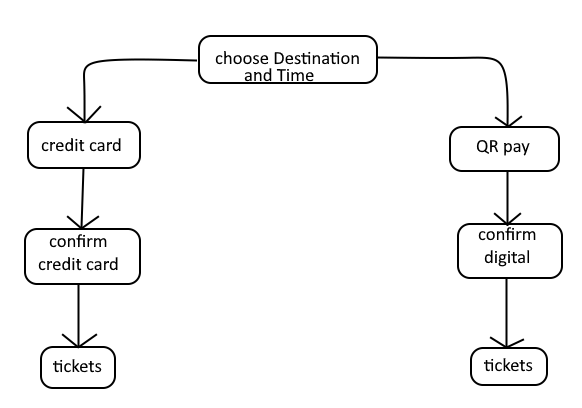 choose Destination
and Time
credit card
QR pay
confirm
credit card
confirm
digital
tickets
tickets